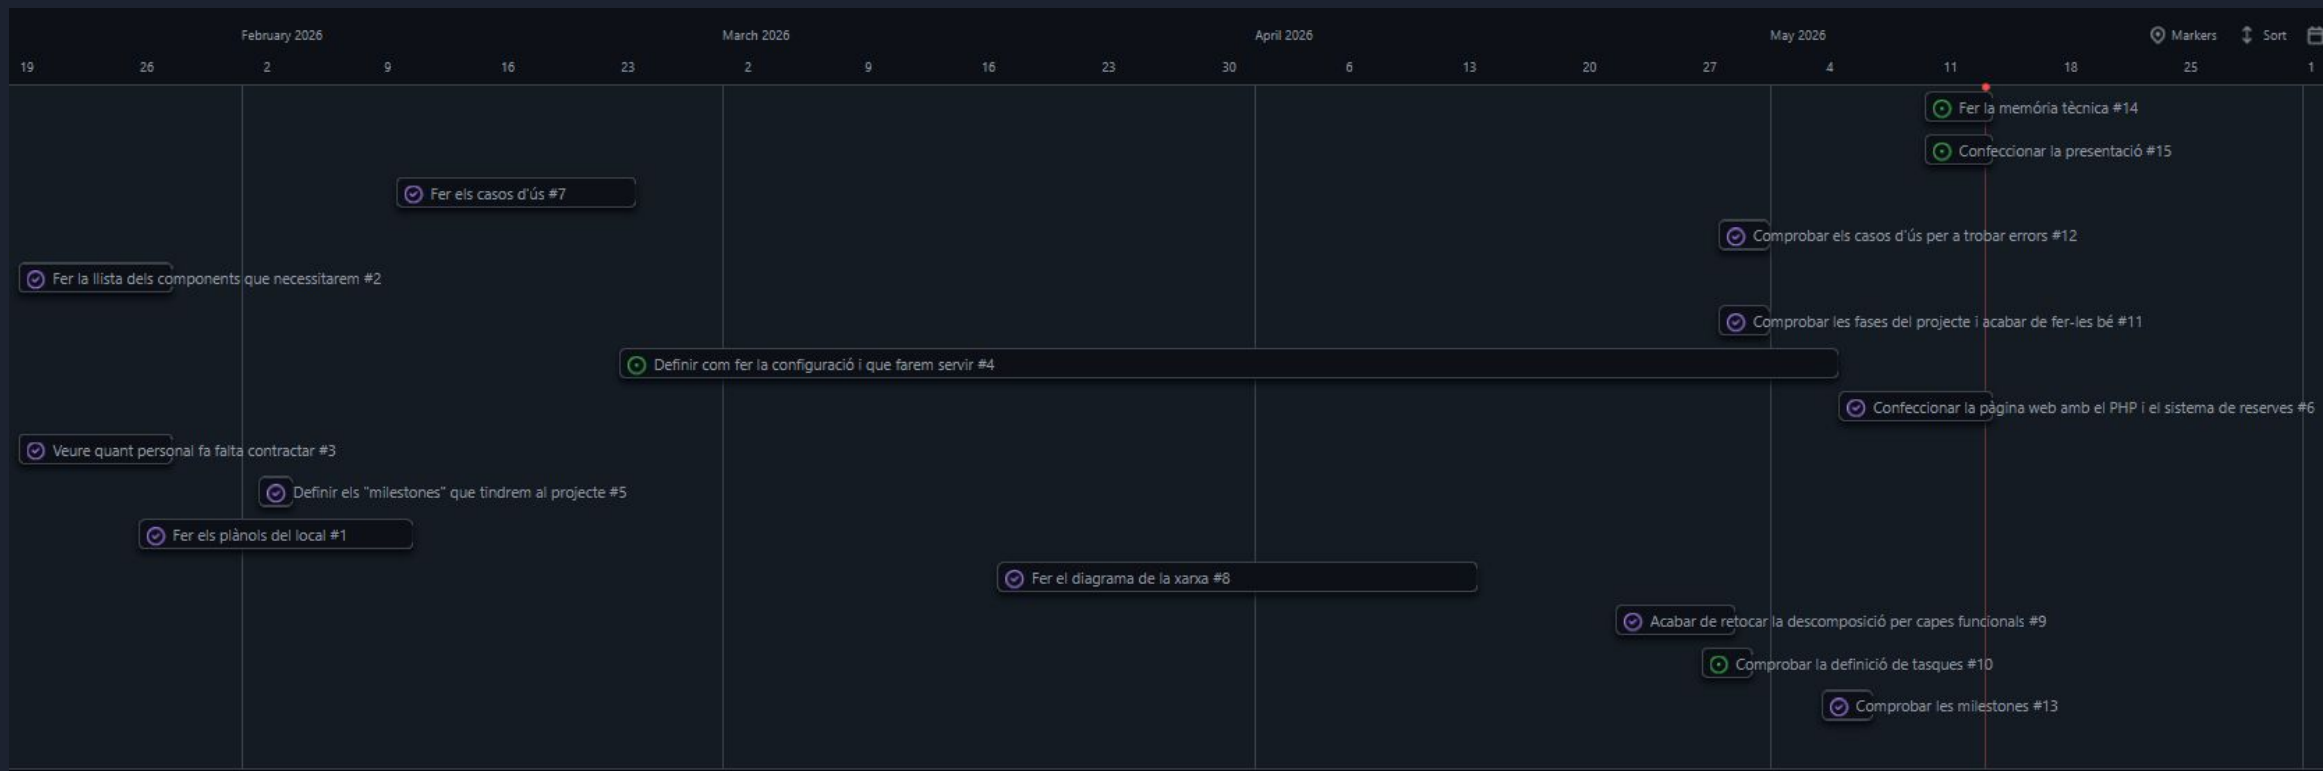 February 2026 March 2026 April 2026 May 2026 Markers Sort
19 26 2 9 16 23 2 9 16 23 30 6 13 20 27 4 11 18 25 1
Fer la memória tècnica #14
Confeccionar la presentació #15
Fer els casos d'ús #7
Comprobar els casos d'ús per a trobar errors #12
Fer la llista dels components que necessitarem #2
Comprobar les fases del projecte i acabar de fer-les bé #11
Definir com fer la configuració i que farem servir #4
Confeccionar la pàgina web amb el PHP i el sistema de reserves #6
Veure quant personal fa falta contractar #3
Definir els "milestones" que tindrem al projecte #5
Fer els plànols del local #1
Fer el diagrama de la xarxa #8
Acabar de retocar la descomposició per capes funcionals #9
Comprobar la definició de tasques #10
Comprobar les milestones #13